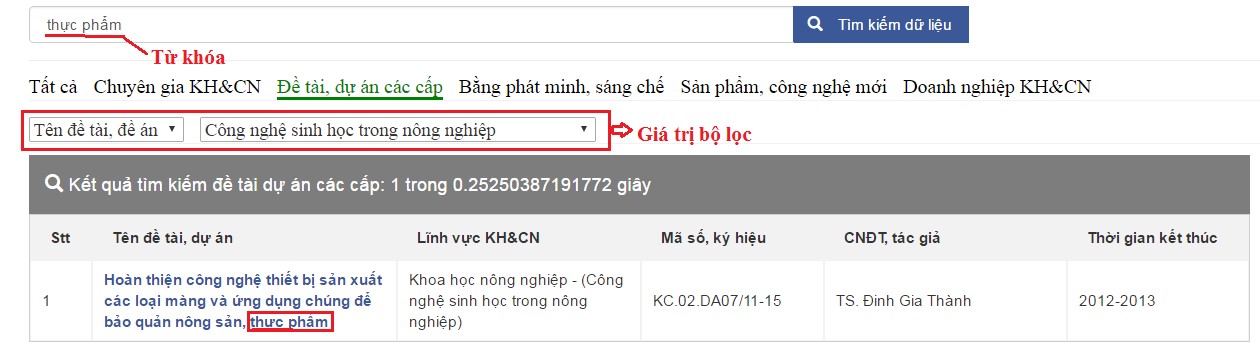 thực phẩm
Tìm kiếm dữ liệu
Từ khóa
Tất cả Chuyên gia KH&CN Đề tài, dự án các cấp Bằng phát minh, sáng chế Sản phẩm, công nghệ mới Doanh nghiệp KH&CN
Tên đề tài, đề án Công nghệ sinh học trong nông nghiệp
Giá trị bộ lọc
Kết quả tìm kiếm đề tài dự án các cấp: 1 trong 0.25250387191772 giây
Stt Tên đề tài, dự án Lĩnh vực KH&CN Mã số, ký hiệu CNĐT, tác giả Thời gian kết thúc
1
Hoàn thiện công nghệ thiết bị sản xuất
các loại màng và ứng dụng chúng để
bảo quản nông sản, thực phẩm
Khoa học nông nghiệp - (Công
nghệ sinh học trong nông
nghiệp)
KC.02.DA07/11-15
TS. Đinh Gia Thành
2012-2013